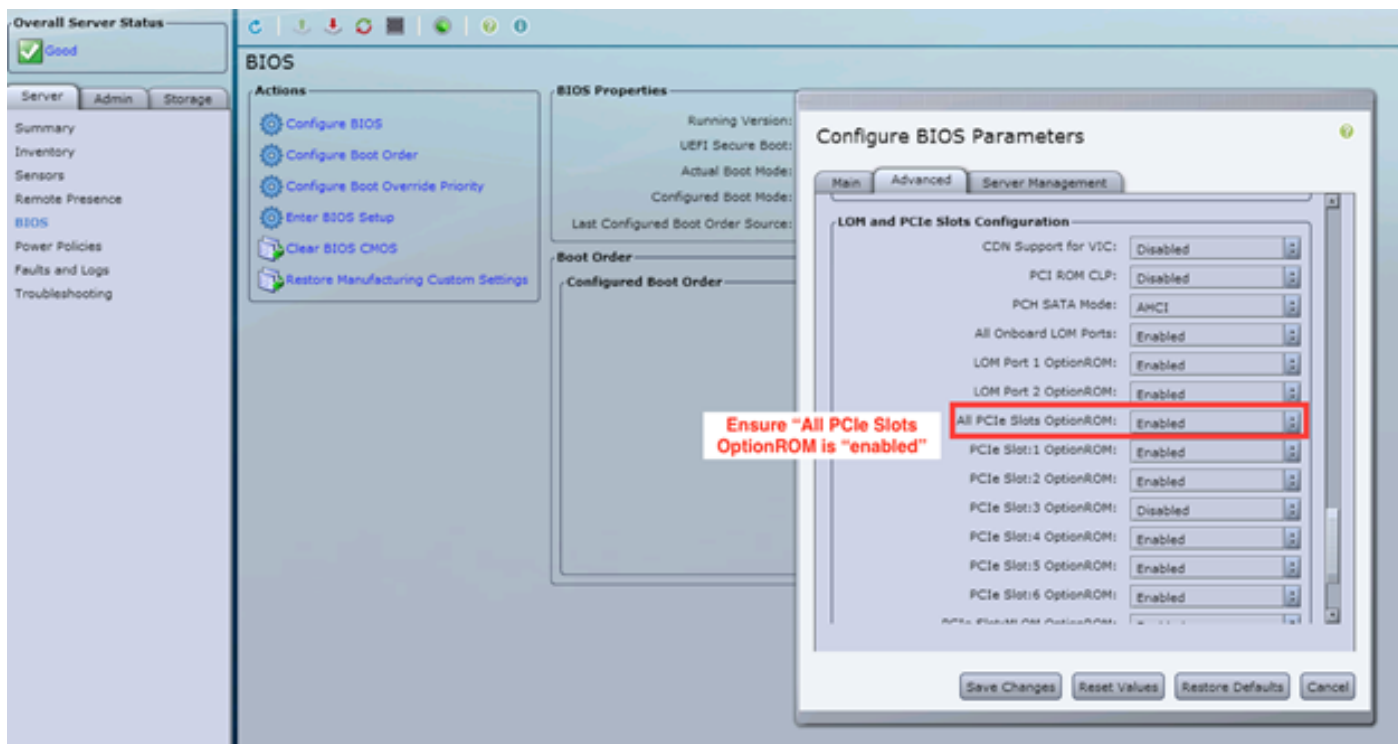 Overall Server Status
Good
Server Admin Storage
Summary
Inventory
Sensors
Remote Presence
BIOS
Power Policies
Faults and Logs
Troubleshooting
BIOS
Actions
Configure BIOS
Configure Boot Order
Configure Boot Override Priority
Enter BIOS Setup
Clear BIOS CMOS
Restore Manufacturing Custom Settings
BIOS Properties
Running Version:
UEFI Secure Boot:
Actual Boot Mode:
Configured Boot Mode:
Last Configured Boot Order Source:
Boot Order
Configured Boot Order
Ensure "All PCIe Slots
OptionROM is "enabled"
Configure BIOS Parameters
Main Advanced Server Management
LOM and PCIe Slots Configuration
CDN Support for VIC: Disabled
PCI ROM CLP: Disabled
PCH SATA Mode: AHCI
All Onboard LOM Ports: Enabled
LOM Port 1 OptionROM: Enabled
LOM Port 2 OptionROM: Enabled
All PCIe Slots OptionROM: Enabled
PCIe Slot:1 OptionROM: Enabled
PCIe Slot:2 OptionROM: Enabled
PCIe Slot:3 OptionROM: Disabled
PCIe Slot:4 OptionROM: Enabled
PCIe Slot:5 OptionROM: Enabled
PCIe Slot:6 OptionROM: Enabled
PCIe Slot:MLOM OptionROM:
Save Changes Reset Values Restore Defaults Cancel